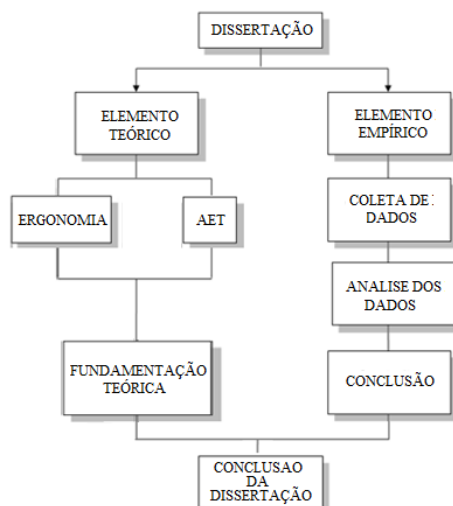 DISSERTAÇÃO
ELEMENTO
TEÓRICO
ELEMENTO
EMPÍRICO
ERGONOMIA
AET
COLETA DE :
DADOS
ANALISE DOS
DADOS
FUNDAMENTAÇÃO
TEÓRICA
CONCLUSÃO
CONCLUSAO
DA
DISSERTAÇÃO